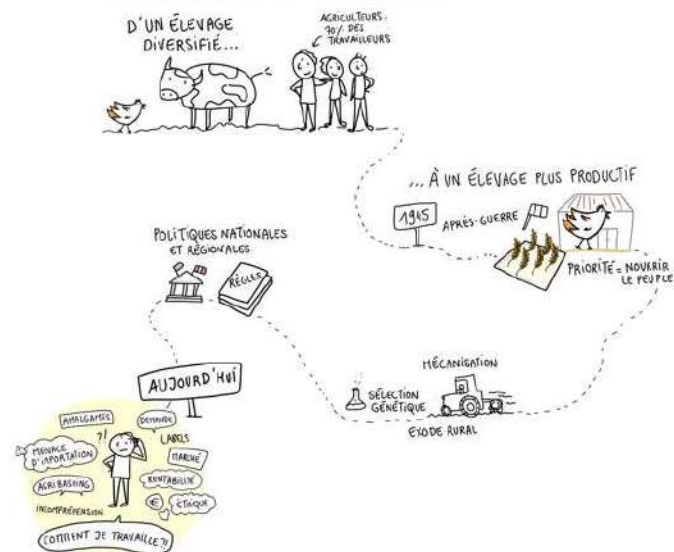 D'UN ÉLEVAGE
DIVERSIFIÉ...
AGRICULTEURS:
70% DES
TRAVAILLEURS
... À UN ÉLEVAGE PLUS PRODUCTIF
1945
APRÈS-GUERRE
PRIORITÉ = NOURRIR
LE PEUPLE
MÉCANISATION
SÉLECTION
GÉNÉTIQUE
EXODE RURAL
POLITIQUES NATIONALES
ET RÉGIONALES
RÈGLES
AUJOURD'HUI
AMALGAMES
DEMANDE
?!
LABELS
MENACE
D'IMPORTATION
MARCHÉ
AGRIBASHING
RENTABILITÉ
€
ÉTHIQUE
INCOMPRÉHENSION
COMMENT JE TRAVAILLE ?!